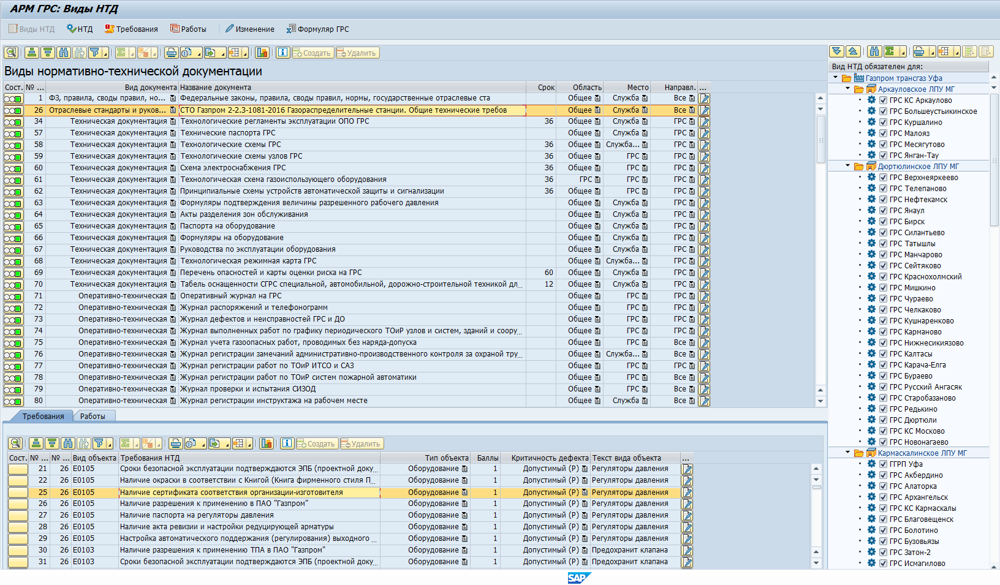 АРМ ГРС: Виды НТД
Виды НТД НТД Требования Работы Изменение Формуляр ГРС
Создать Удалить
Виды нормативно-технической документации
Сост. № ... Вид документа Название документа Срок Область Место Направл. ...
1 ФЗ, правила, своды правил, но... Федеральные законы, правила, своды правил, нормы, государственные отраслевые ста Общее Служба Все
26 Отраслевые стандарты и руков... СТО Газпром 2-2.3-1081-2016 Газораспределительные станции. Общие технические требов Общее Служба Все
34 Техническая документация Технологические регламенты эксплуатации ОПО ГРС 36 Общее Служба ГРС
57 Техническая документация Технические паспорта ГРС Общее Служба ГРС
58 Техническая документация Технологические схемы ГРС 36 Общее Служба... ГРС
59 Техническая документация Технологические схемы узлов ГРС 36 Общее ГРС ГРС
60 Техническая документация Схема электроснабжения ГРС 36 Общее ГРС ГРС
61 Техническая документация Технологическая схема газоиспользующего оборудования 36 ГРС ГРС ГРС
62 Техническая документация Принципиальные схемы устройств автоматической защиты и сигнализации 36 Общее ГРС ГРС
63 Техническая документация Формуляры подтверждения величины разрешенного рабочего давления Общее Служба ГРС
64 Техническая документация Акты разделения зон обслуживания Общее Служба ГРС
65 Техническая документация Паспорта на оборудование Общее Служба ГРС
66 Техническая документация Формуляры на оборудование Общее Служба ГРС
67 Техническая документация Руководства по эксплуатации оборудования Общее Служба ГРС
68 Техническая документация Технологическая режимная карта ГРС Общее Служба... ГРС
69 Техническая документация Перечень опасностей и карты оценки риска на ГРС 60 Общее Служба ГРС
70 Техническая документация Табель оснащенности СГРС специальной, автомобильной, дорожно-строительной техникой дл... 12 Общее Служба ГРС
71 Оперативно-техническая Оперативный журнал на ГРС Общее ГРС ГРС
72 Оперативно-техническая Журнал распоряжений и телефонограмм Общее ГРС ГРС
73 Оперативно-техническая Журнал дефектов и неисправностей ГРС и ДО Общее ГРС ГРС
74 Оперативно-техническая Журнал выполненных работ по графику периодического ТОиР узлов и систем, зданий и соору... Общее ГРС ГРС
75 Оперативно-техническая Журнал учета газоопасных работ, проводимых без наряда-допуска Общее ГРС Все
76 Оперативно-техническая Журнал регистрации замечаний административно-производственного контроля за охраной тру... Общее Служба... Все
77 Оперативно-техническая Журнал регистрации работ по ТОиР ИТСО и САЗ Общее ГРС ГРС
78 Оперативно-техническая Журнал регистрации работ по ТОиР систем пожарной автоматики Общее ГРС Все
79 Оперативно-техническая Журнал проверки и испытания СИЗОД Общее ГРС Все
80 Оперативно-техническая Журнал регистрации инструктажа на рабочем месте Общее Служба Все
Требования Работы
Создать Удалить
Сост. № ... № ... Вид объекта Требования НТД Тип объекта Баллы Критичность дефекта Текст вида объекта ...
21 26 E0105 Сроки безопасной эксплуатации подтверждаются ЭПБ (проектной доку... Оборудование 1 Допустимый (Р) Регуляторы давления
22 26 E0105 Наличие окраски в соответствии с Книгой (Книга фирменного стиля П... Оборудование 1 Допустимый (Р) Регуляторы давления
25 26 E0105 Наличие сертификата соответствия организации-изготовителя Оборудование 1 Допустимый (Р) Регуляторы давления
26 26 E0105 Наличие разрешения к применению в ПАО "Газпром" Оборудование 1 Допустимый (Р) Регуляторы давления
27 26 E0105 Наличие паспорта на регуляторы давления Оборудование 1 Допустимый (Р) Регуляторы давления
28 26 E0105 Наличие акта ревизии и настройки редуцирующей арматуры Оборудование 1 Допустимый (Р) Регуляторы давления
29 26 E0105 Настройка автоматического поддержания (регулирования) выходного ... Оборудование 1 Допустимый (Р) Регуляторы давления
30 26 E0103 Наличие разрешения к применению ТПА в ПАО "Газпром" Оборудование 1 Допустимый (Р) Предохранит клапана
31 26 E0103 Сроки безопасной эксплуатации подтверждаются ЭПБ (проектной доку... Оборудование 1 Допустимый (Р) Предохранит клапана
Вид НТД обязателен для:
Газпром трансгаз Уфа
Аркауловское ЛПУ МГ
ГРС КС Аркаулово
ГРС Большеустьикинское
ГРС Куршалино
ГРС Малояз
ГРС Месягутово
ГРС Янган-Тау
Дюртюлинское ЛПУ МГ
ГРС Верхнеяркеево
ГРС Телепаново
ГРС Нефтекамск
ГРС Янаул
ГРС Бирск
ГРС Силантьево
ГРС Татышлы
ГРС Манчарово
ГРС Сейтяково
ГРС Краснохолмский
ГРС Мишкино
ГРС Чураево
ГРС Челкаково
ГРС Кушнаренково
ГРС Карманово
ГРС Нижнесикиязово
ГРС Калтасы
ГРС Карача-Елга
ГРС Бураево
ГРС Русский Ангасяк
ГРС Старобазаново
ГРС Редькино
ГРС Дюртюли
ГРС КС Москово
ГРС Новонагаево
Кармаскалинское ЛПУ МГ
ГГРП Уфа
ГРС Акбердино
ГРС Алаторка
ГРС Архангельск
ГРС КС Кармаскалы
ГРС Благовещенск
ГРС Болотино
ГРС Бузовьязы
ГРС Затон-2
ГРС Исмагилово
SAP